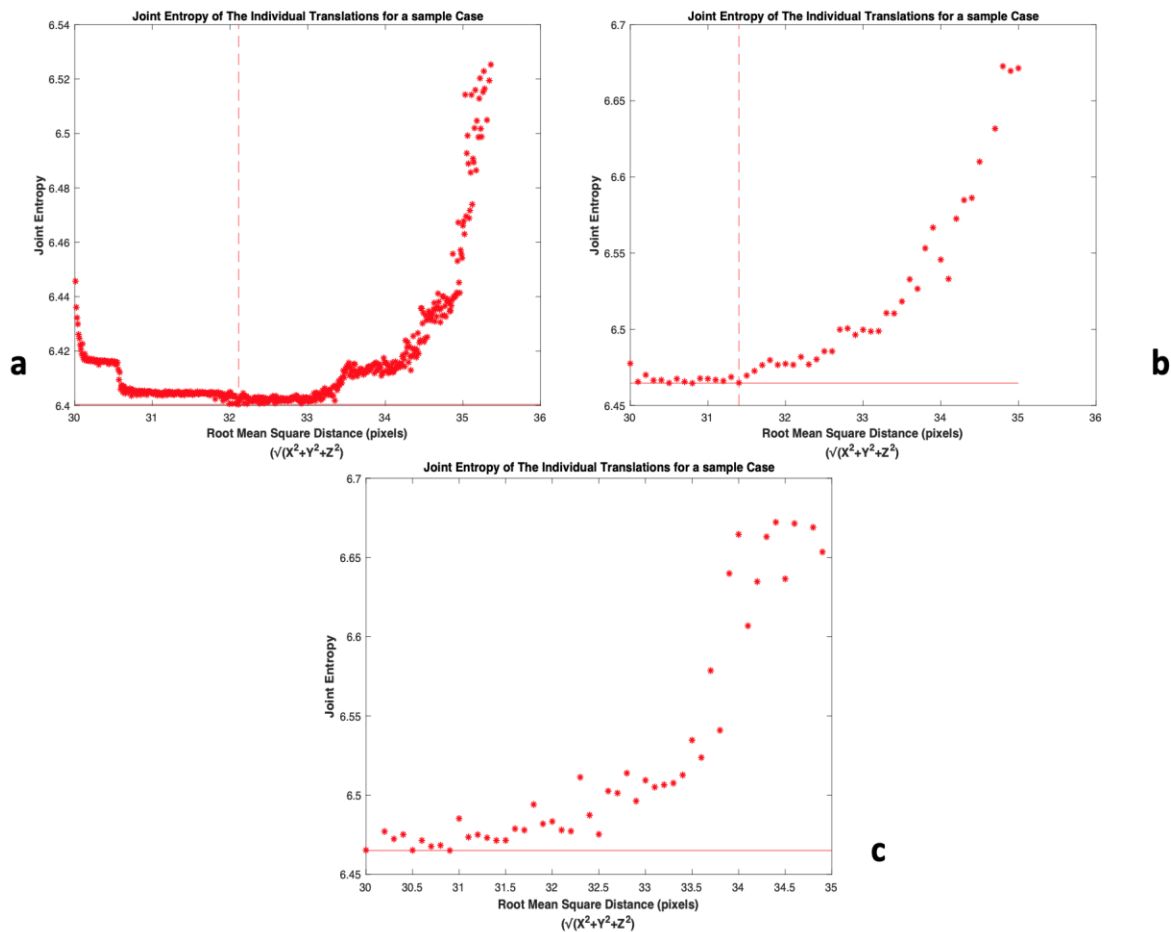 Joint Entropy of The Individual Translations for a sample Case
6.54
6.52
6.5
6.48
6.46
6.44
6.42
6.4
Joint Entropy
30 31 32 33 34 35 36
Root Mean Square Distance (pixels)
(√(X²+Y²+Z²)
a
Joint Entropy of The Individual Translations for a sample Case
6.7
6.65
6.6
6.55
6.5
6.45
Joint Entropy
30 31 32 33 34 35 36
Root Mean Square Distance (pixels)
(√(X²+Y²+Z²)
b
Joint Entropy of The Individual Translations for a sample Case
6.7
6.65
6.6
6.55
6.5
6.45
Joint Entropy
30 30.5 31 31.5 32 32.5 33 33.5 34 34.5 35
Root Mean Square Distance (pixels)
(√(X²+Y²+Z²)
c